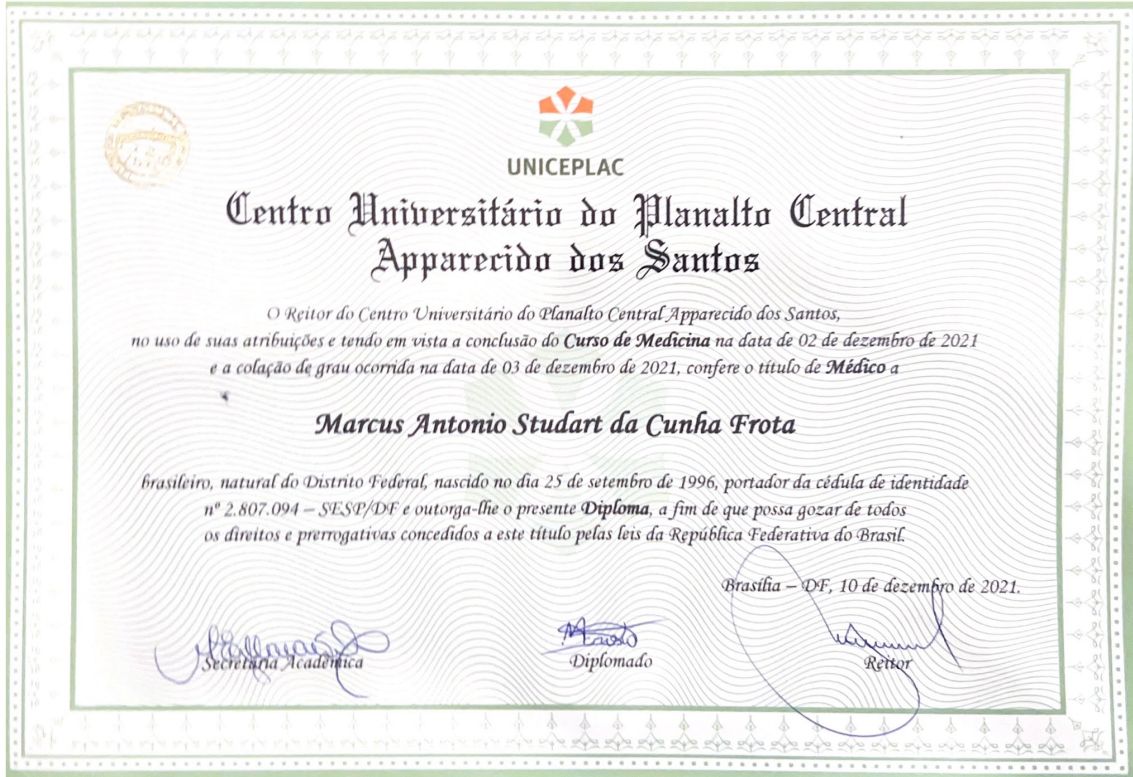 UNICEPLAC
Centro Universitário do Planalto Central
Apparecido dos Santos
O Reitor do Centro Universitário do Planalto Central Apparecido dos Santos,
no uso de suas atribuições e tendo em vista a conclusão do Curso de Medicina na data de 02 de dezembro de 2021
e a colação de grau ocorrida na data de 03 de dezembro de 2021, confere o título de Médico a
Marcus Antonio Studart da Cunha Frota
brasileiro, natural do Distrito Federal, nascido no dia 25 de setembro de 1996, portador da cédula de identidade
nº 2.807.094 – SESP/DF e outorga-lhe o presente Diploma, a fim de que possa gozar de todos
os direitos e prerrogativas concedidos a este título pelas leis da República Federativa do Brasil.
Brasília – DF, 10 de dezembro de 2021.
Secretária Acadêmica
Diplomado
Reitor